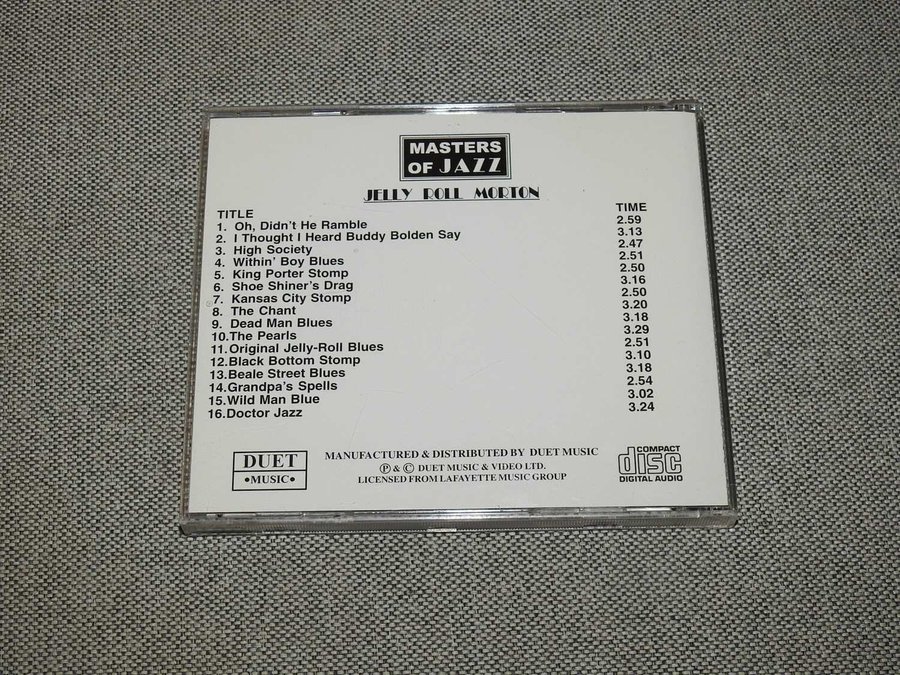 MASTERS
OF JAZZ
JELLY ROLL MORTON
TITLE TIME
1. Oh, Didn't He Ramble 2.59
2. I Thought I Heard Buddy Bolden Say 3.13
3. High Society 2.47
4. Within' Boy Blues 2.51
5. King Porter Stomp 2.50
6. Shoe Shiner's Drag 3.16
7. Kansas City Stomp 2.50
8. The Chant 3.20
9. Dead Man Blues 3.18
10.The Pearls 3.29
11.Original Jelly-Roll Blues 2.51
12.Black Bottom Stomp 3.10
13.Beale Street Blues 3.18
14.Grandpa's Spells 2.54
15.Wild Man Blue 3.02
16.Doctor Jazz 3.24
DUET
•MUSIC•
MANUFACTURED & DISTRIBUTED BY DUET MUSIC
Ⓟ & © DUET MUSIC & VIDEO LTD.
LICENSED FROM LAFAYETTE MUSIC GROUP
COMPACT
disc
DIGITAL AUDIO